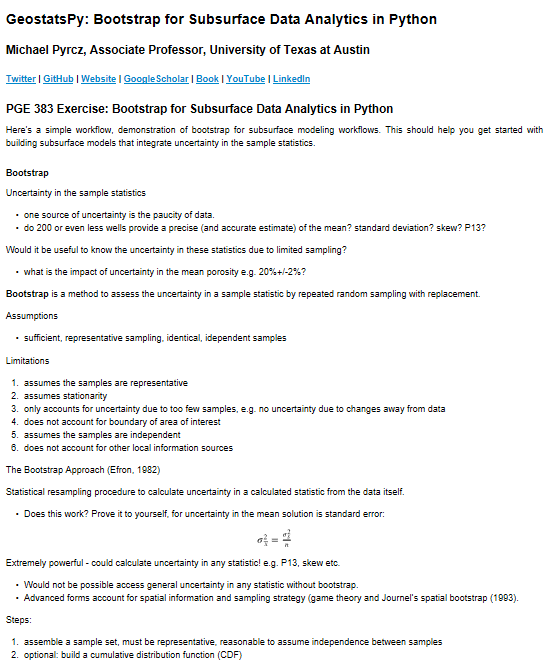 GeostatsPy: Bootstrap for Subsurface Data Analytics in Python
Michael Pyrcz, Associate Professor, University of Texas at Austin
Twitter | GitHub | Website | GoogleScholar | Book | YouTube | LinkedIn
PGE 383 Exercise: Bootstrap for Subsurface Data Analytics in Python
Here's a simple workflow, demonstration of bootstrap for subsurface modeling workflows. This should help you get started with
building subsurface models that integrate uncertainty in the sample statistics.
Bootstrap
Uncertainty in the sample statistics
• one source of uncertainty is the paucity of data.
• do 200 or even less wells provide a precise (and accurate estimate) of the mean? standard deviation? skew? P13?
Would it be useful to know the uncertainty in these statistics due to limited sampling?
• what is the impact of uncertainty in the mean porosity e.g. 20%+/-2%?
Bootstrap is a method to assess the uncertainty in a sample statistic by repeated random sampling with replacement.
Assumptions
• sufficient, representative sampling, identical, idependent samples
Limitations
1. assumes the samples are representative
2. assumes stationarity
3. only accounts for uncertainty due to too few samples, e.g. no uncertainty due to changes away from data
4. does not account for boundary of area of interest
5. assumes the samples are independent
6. does not account for other local information sources
The Bootstrap Approach (Efron, 1982)
Statistical resampling procedure to calculate uncertainty in a calculated statistic from the data itself.
• Does this work? Prove it to yourself, for uncertainty in the mean solution is standard error:
σ²x̄ = σ²s / n
Extremely powerful - could calculate uncertainty in any statistic! e.g. P13, skew etc.
• Would not be possible access general uncertainty in any statistic without bootstrap.
• Advanced forms account for spatial information and sampling strategy (game theory and Journel's spatial bootstrap (1993).
Steps:
1. assemble a sample set, must be representative, reasonable to assume independence between samples
2. optional: build a cumulative distribution function (CDF)